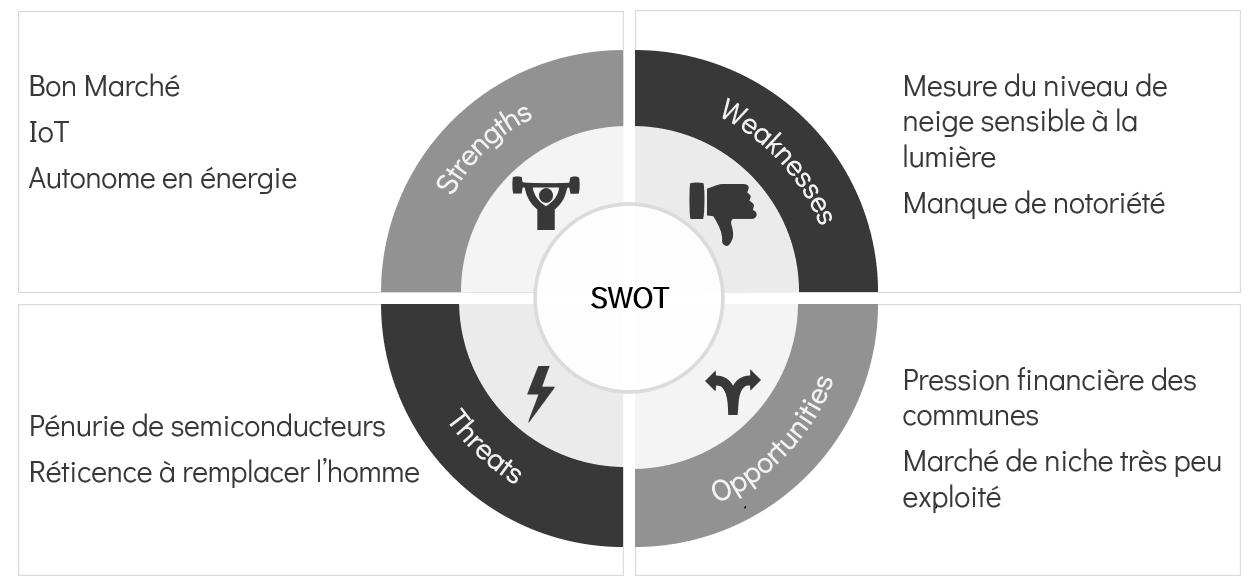 Bon Marché
IoT
Autonome en énergie
Strengths
Weaknesses
Mesure du niveau de
neige sensible à la
lumière
Manque de notoriété
SWOT
Pénurie de semiconducteurs
Réticence à remplacer l’homme
Threats
Opportunities
Pression financière des
communes
Marché de niche très peu
exploité